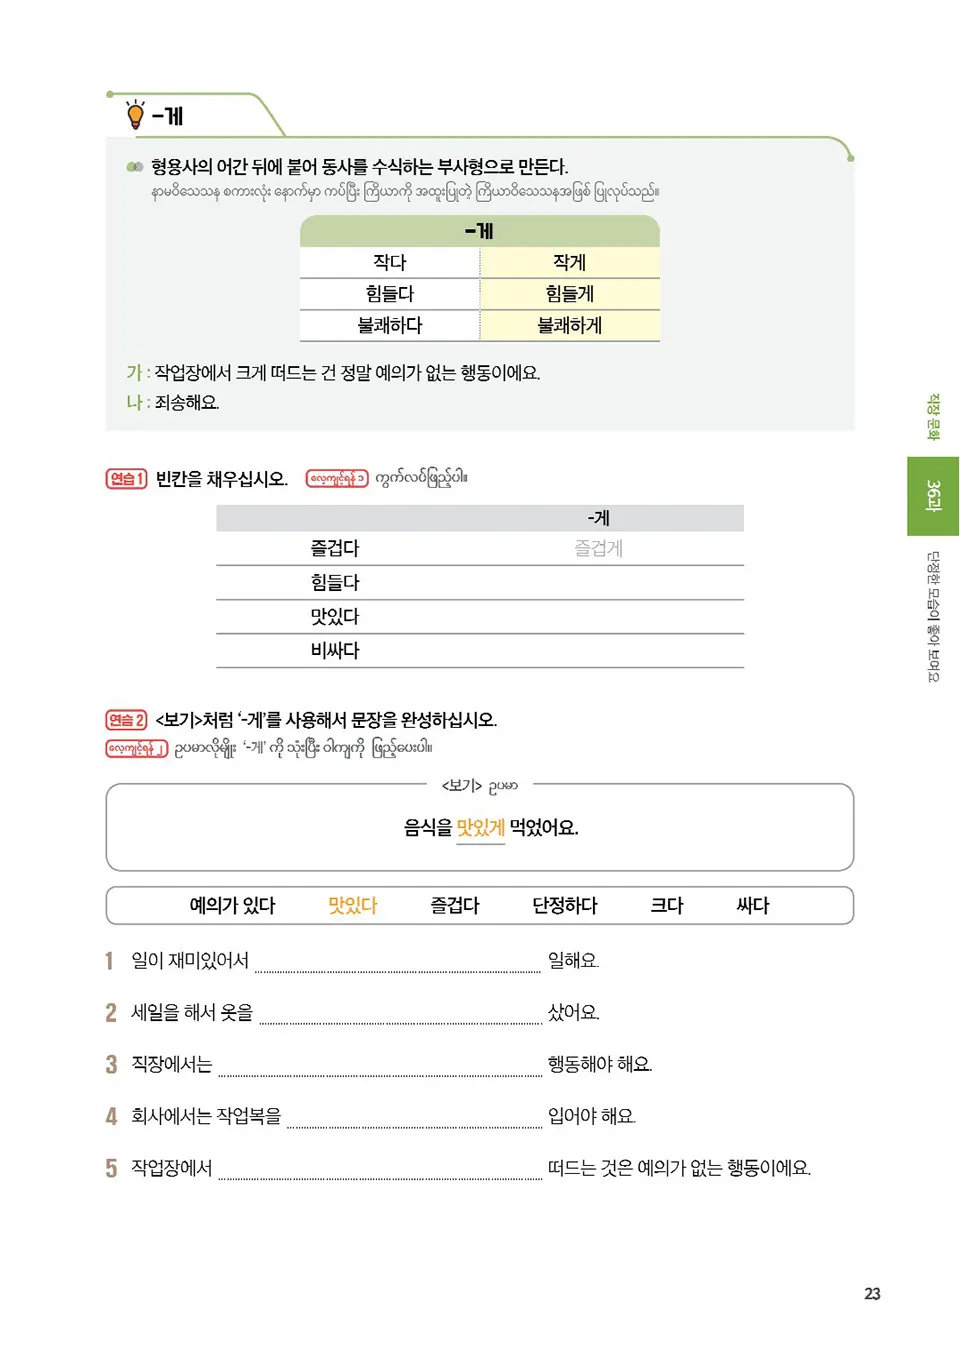 -게
형용사의 어간 뒤에 붙어 동사를 수식하는 부사형으로 만든다.
နာမဝိသေသန စကားလုံး နောက်မှာ ကပ်ပြီး ကြိယာကို အထူးပြုတဲ့ ကြိယာဝိသေသနအဖြစ် ပြုလုပ်သည်။
-게
작다 작게
힘들다 힘들게
불쾌하다 불쾌하게
가 : 작업장에서 크게 떠드는 건 정말 예의가 없는 행동이에요.
나 : 죄송해요.
연습 1 빈칸을 채우십시오. လေ့ကျင့်ရန် ၁ ကွက်လပ်ဖြည့်ပါ။
-게
즐겁다 즐겁게
힘들다
맛있다
비싸다
연습 2 <보기>처럼 ‘-게’를 사용해서 문장을 완성하십시오.
လေ့ကျင့်ရန် ၂ ဥပမာလိုမျိုး ‘-게’ ကို သုံးပြီး ဝါကျကို ဖြည့်ပေးပါ။
<보기> ဥပမာ
음식을 맛있게 먹었어요.
예의가 있다 맛있다 즐겁다 단정하다 크다 싸다
1 일이 재미있어서 일해요.
2 세일을 해서 옷을 샀어요.
3 직장에서는 행동해야 해요.
4 회사에서는 작업복을 입어야 해요.
5 작업장에서 떠드는 것은 예의가 없는 행동이에요.
직장 문화
36과
단정한 모습이 좋아 보여요
23